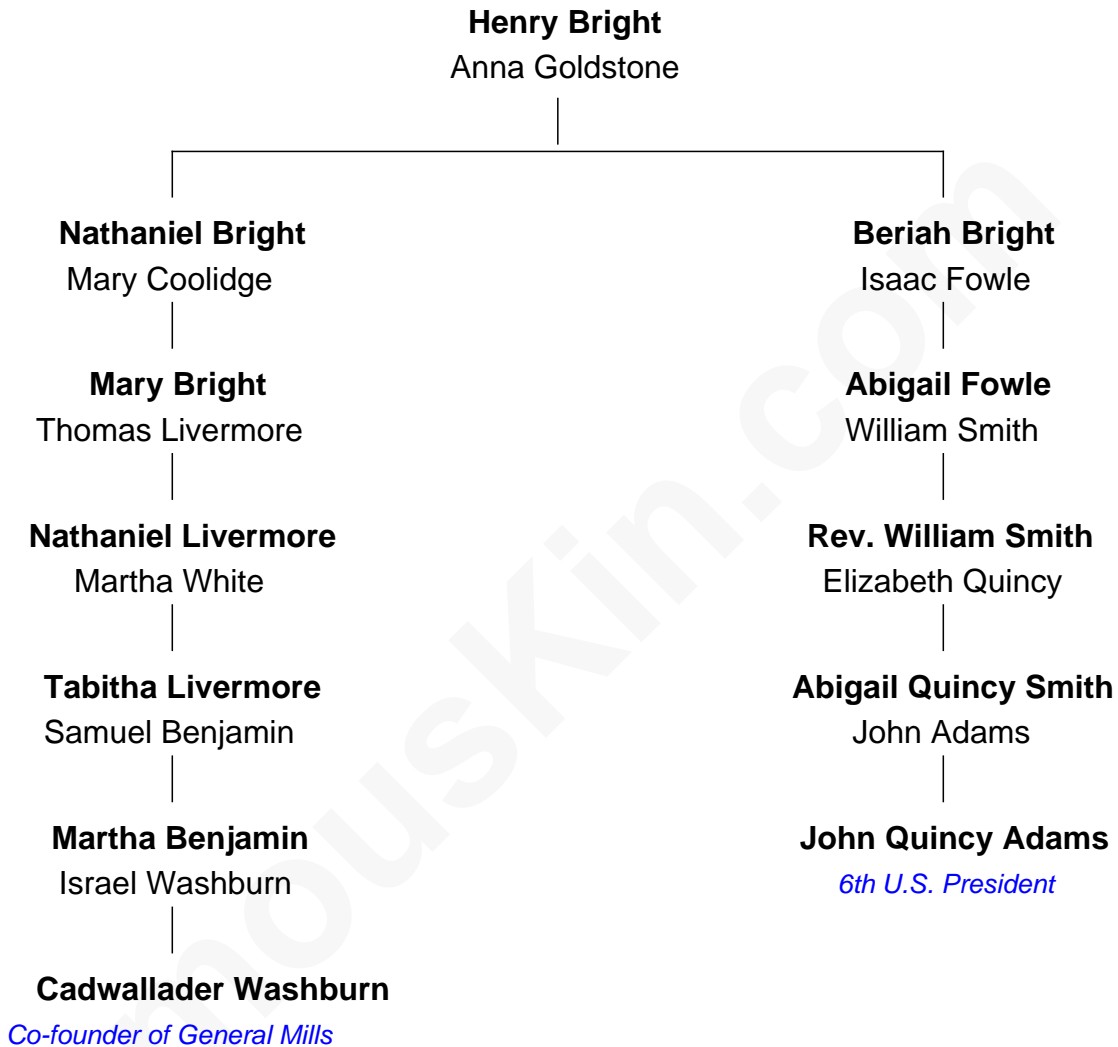 Henry Bright
Anna Goldstone
Nathaniel Bright
Mary Coolidge
Mary Bright
Thomas Livermore
Nathaniel Livermore
Martha White
Tabitha Livermore
Samuel Benjamin
Martha Benjamin
Israel Washburn
Cadwallader Washburn
Co-founder of General Mills
Beriah Bright
Isaac Fowle
Abigail Fowle
William Smith
Rev. William Smith
Elizabeth Quincy
Abigail Quincy Smith
John Adams
John Quincy Adams
6th U.S. President
mousKin.com